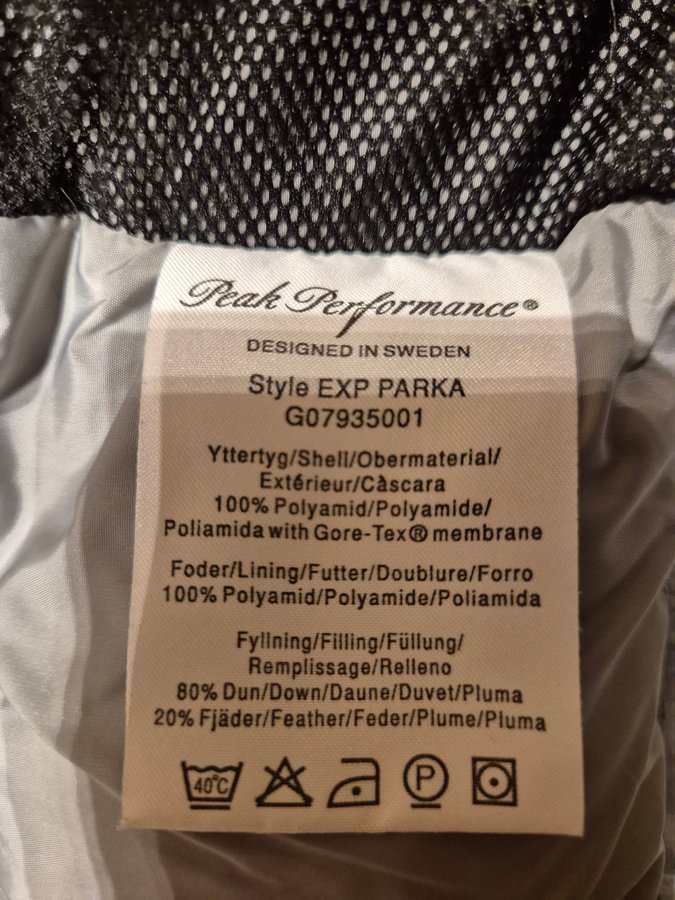 Peak Performance®
DESIGNED IN SWEDEN
Style EXP PARKA
G07935001
Yttertyg/Shell/Obermaterial/
Extérieur/Càscara
100% Polyamid/Polyamide/
Poliamida with Gore-Tex® membrane
Foder/Lining/Futter/Doublure/Forro
100% Polyamid/Polyamide/Poliamida
Fyllning/Filling/Füllung/
Remplissage/Relleno
80% Dun/Down/Daune/Duvet/Pluma
20% Fjäder/Feather/Feder/Plume/Pluma
40°C P